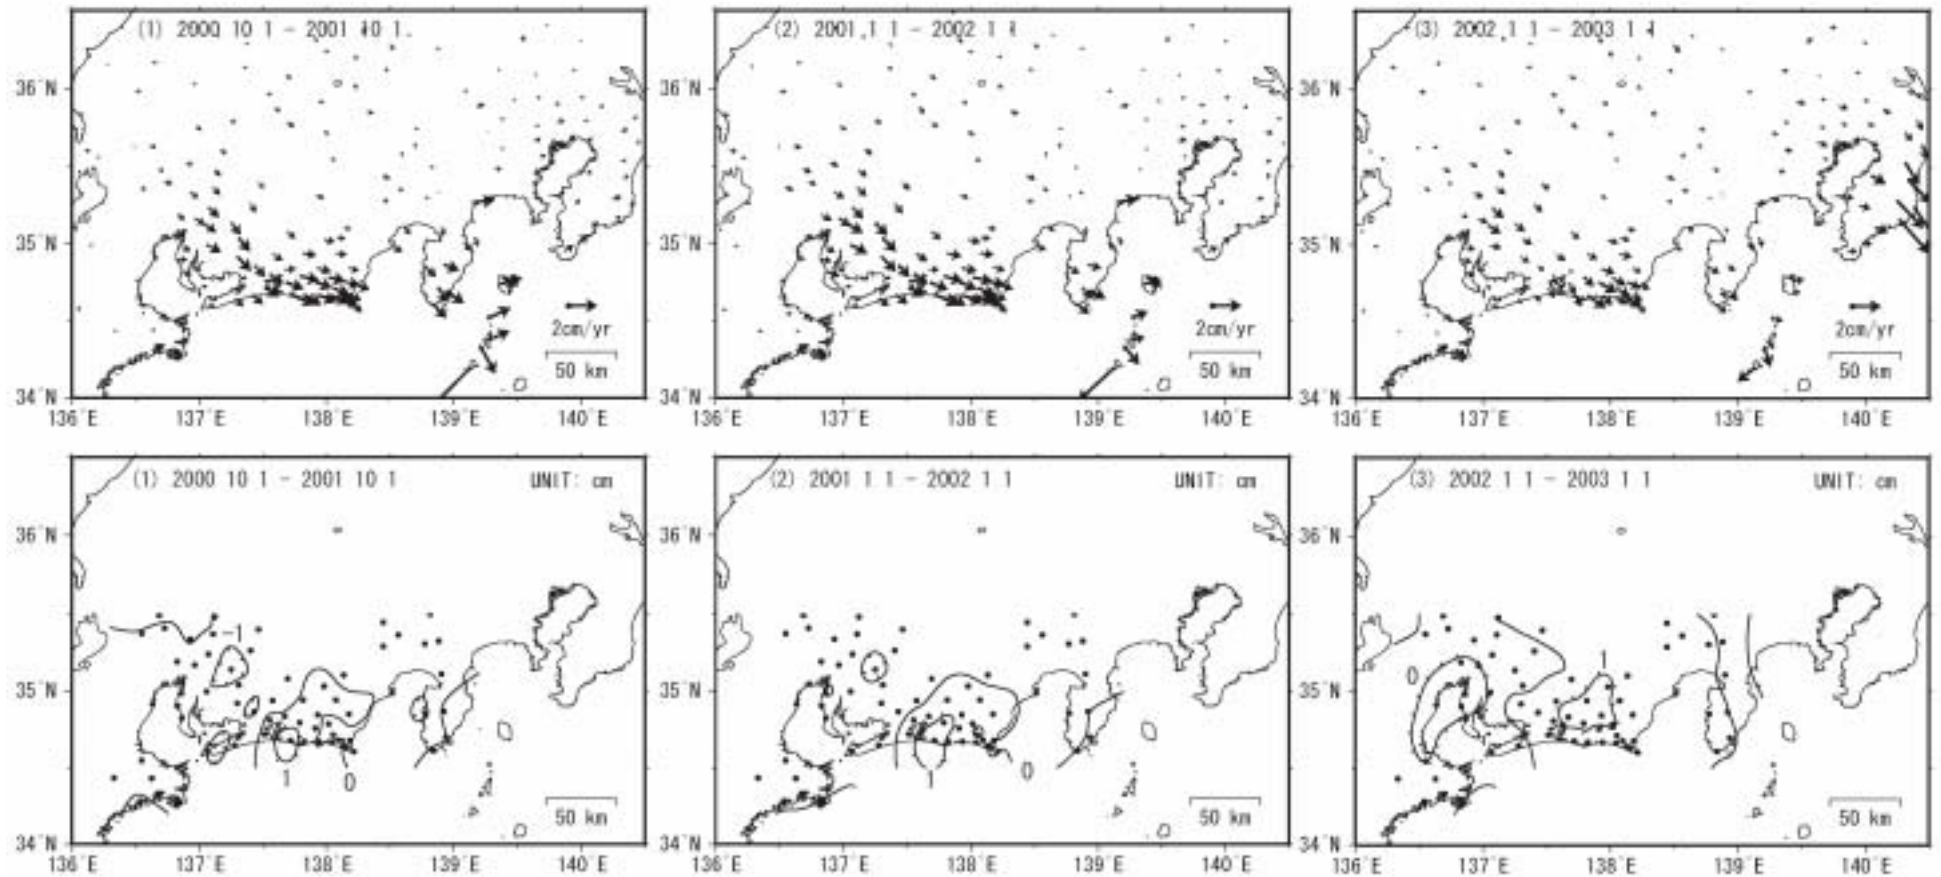 (1) 2000 10 1 - 2001 10 1
36°N
35°N
34°N
136°E 137°E 138°E 139°E 140°E
2cm/yr
50 km
(2) 2001 1 1 - 2002 1 1
36°N
35°N
34°N
136°E 137°E 138°E 139°E 140°E
2cm/yr
50 km
(3) 2002 1 1 - 2003 1 1
36°N
35°N
34°N
136°E 137°E 138°E 139°E 140°E
2cm/yr
50 km
(1) 2000 10 1 - 2001 10 1 UNIT: cm
36°N
-1
35°N
1
0
50 km
34°N
136°E 137°E 138°E 139°E 140°E
(2) 2001 1 1 - 2002 1 1 UNIT: cm
36°N
35°N
1
0
50 km
34°N
136°E 137°E 138°E 139°E 140°E
(3) 2002 1 1 - 2003 1 1 UNIT: cm
36°N
0
1
35°N
50 km
34°N
136°E 137°E 138°E 139°E 140°E